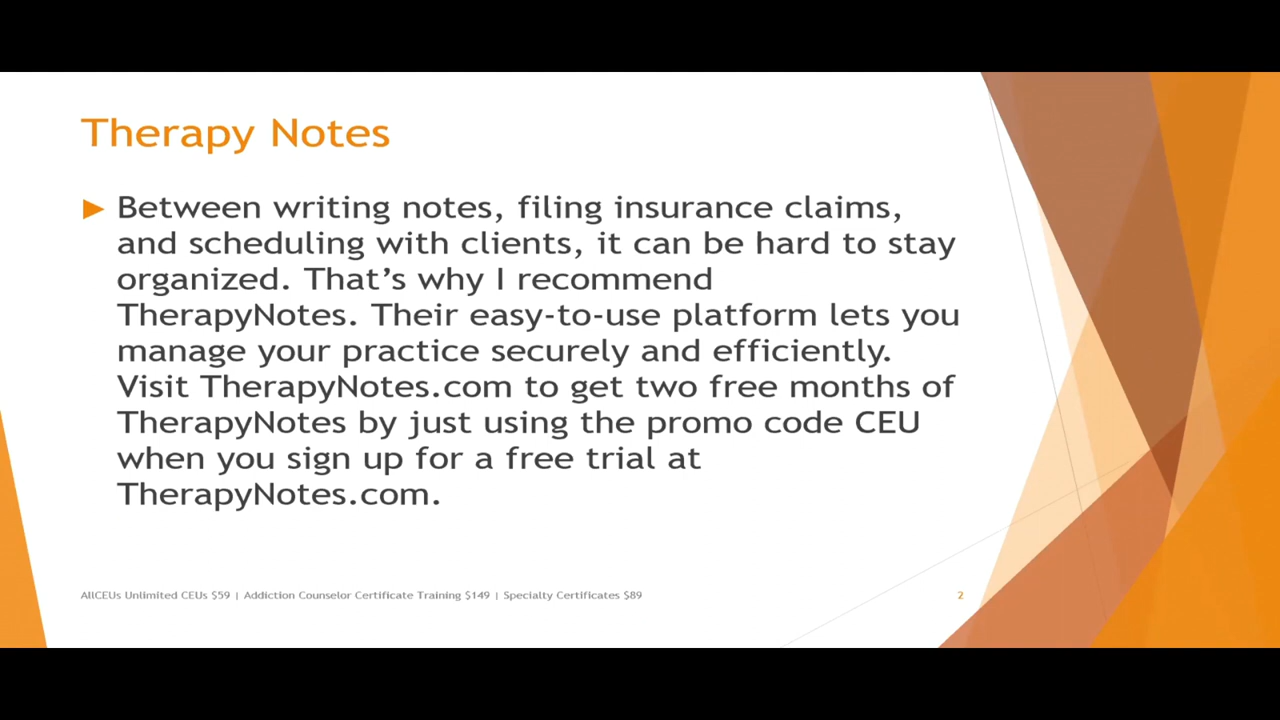 Therapy Notes
Between writing notes, filing insurance claims,
and scheduling with clients, it can be hard to stay
organized. That’s why I recommend
TherapyNotes. Their easy-to-use platform lets you
manage your practice securely and efficiently.
Visit TherapyNotes.com to get two free months of
TherapyNotes by just using the promo code CEU
when you sign up for a free trial at
TherapyNotes.com.
AllCEUs Unlimited CEUs $59 | Addiction Counselor Certificate Training $149 | Specialty Certificates $89
2